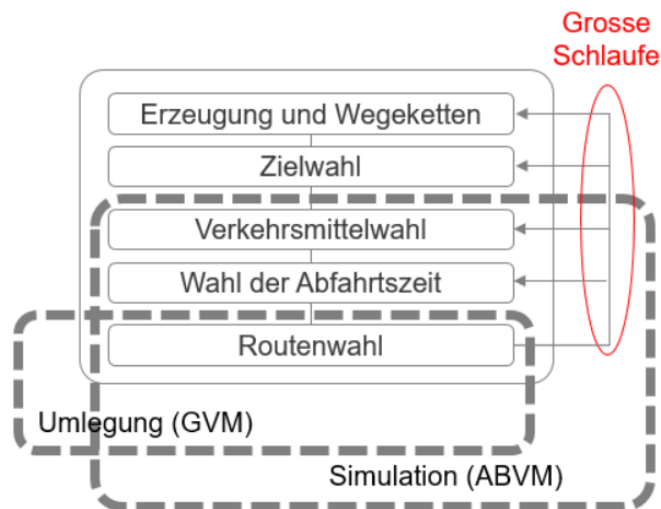 Grosse
Schlaufe
Erzeugung und Wegeketten
Zielwahl
Verkehrsmittelwahl
Wahl der Abfahrtszeit
Routenwahl
Umlegung (GVM)
Simulation (ABVM)